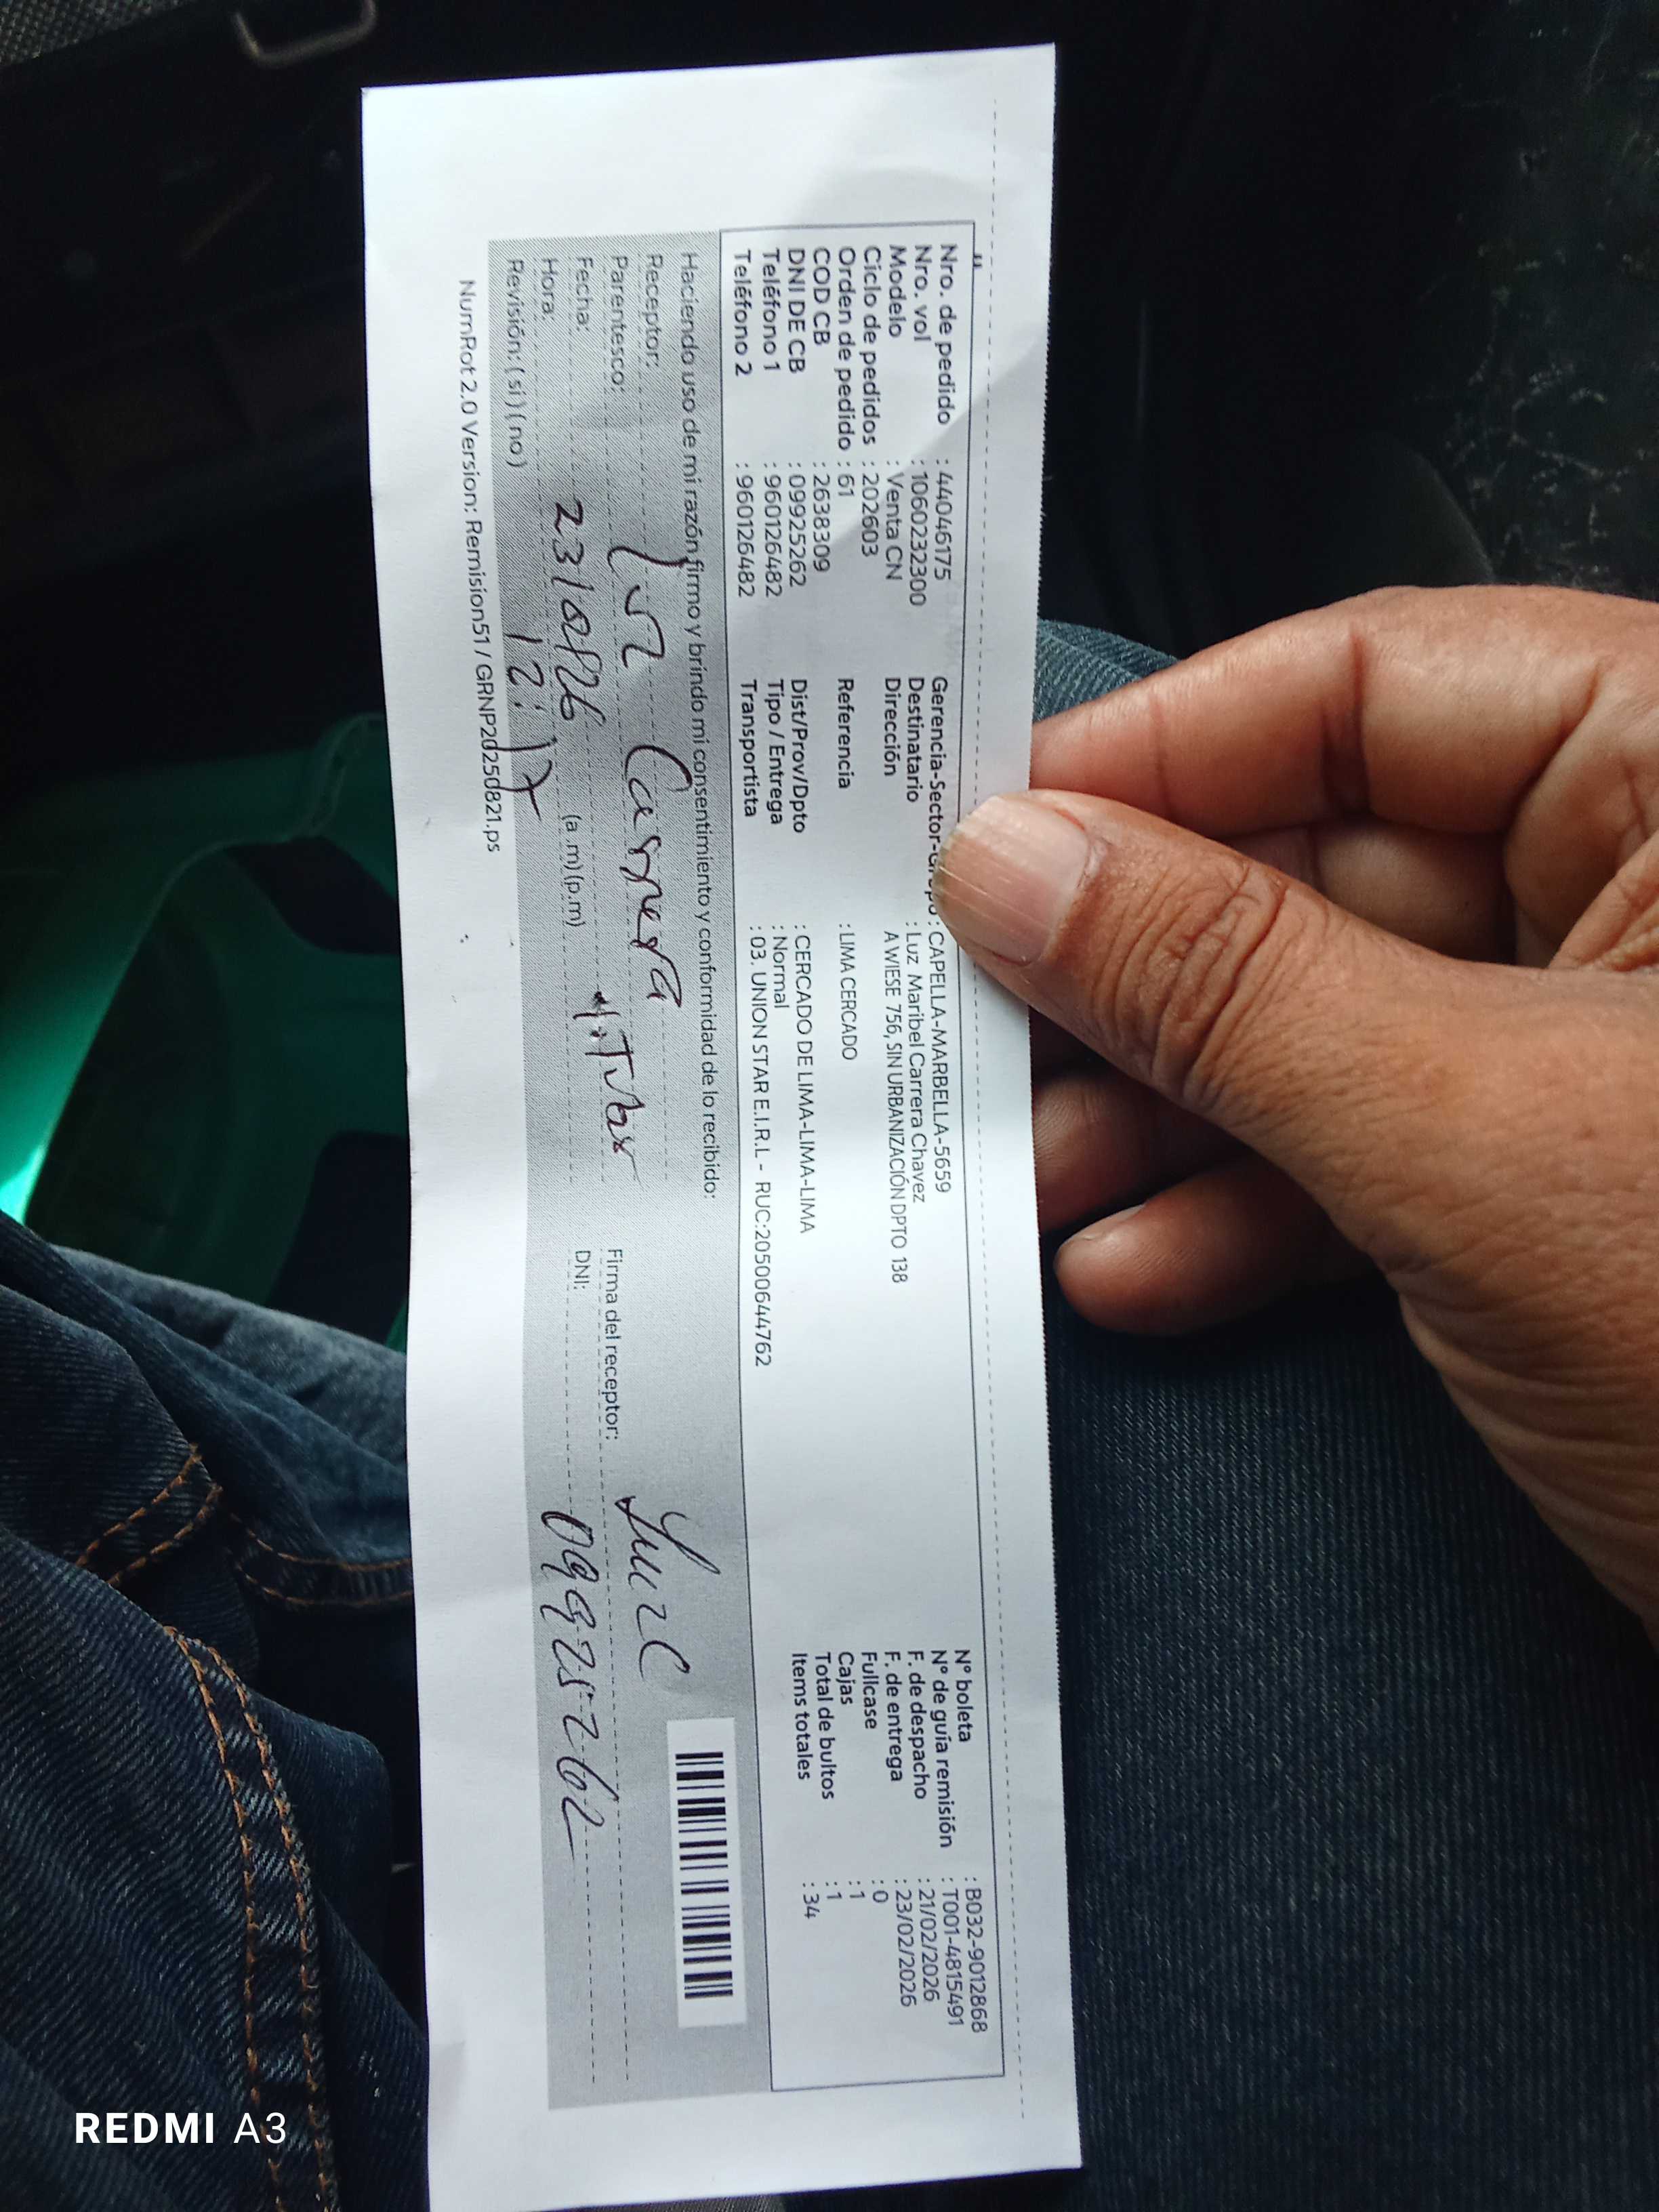 Nro. de pedido : 44046175
Nro. vol : 1060232300
Modelo : Venta CN
Ciclo de pedidos : 202603
Orden de pedido : 61
COD CB : 2638309
DNI DE CB : 09925262
Teléfono 1 : 960126482
Teléfono 2 : 960126482
Gerencia-Sector- : CAPELLA-MARBELLA-5659
Destinatario : Luz Maribel Carrera Chavez
Dirección A WIESE 756, SIN URBANIZACIÓN DPTO 138
Referencia : LIMA CERCADO
Dist/Prov/Dpto : CERCADO DE LIMA-LIMA-LIMA
Tipo / Entrega : Normal
Transportista : 03. UNION STAR E.I.R.L - RUC:20500644762
N° boleta : B032-9012868
N° de guía remisión : T001-4815491
F. de despacho : 21/02/2026
F. de entrega : 23/02/2026
Fullcase : 0
Cajas : 1
Total de bultos : 1
Items totales : 34
Haciendo uso de mi razón firmo y brindo mi consentimiento y conformidad de lo recibido:
Receptor: Luz Carrera
Parentesco: Titular
Fecha: 23/02/26 (a.m) (p.m)
Hora: 12:17
Revisión: ( si ) ( no )
Firma del receptor: Luz C
DNI: 09925262
NumRot 2.0 Version: Remision51 / GRNP20250821.ps
REDMI A3